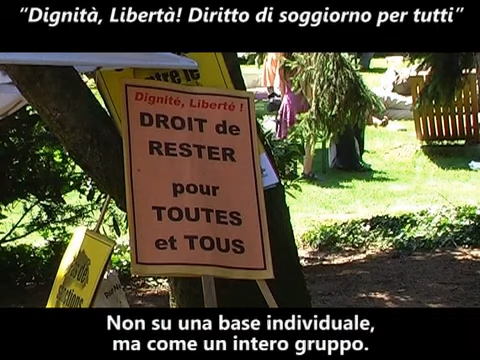 “Dignità, Libertà! Diritto di soggiorno per tutti”
Dignité, Liberté !
DROIT de
RESTER
pour
TOUTES
et TOUS
Non su una base individuale,
ma come un intero gruppo.